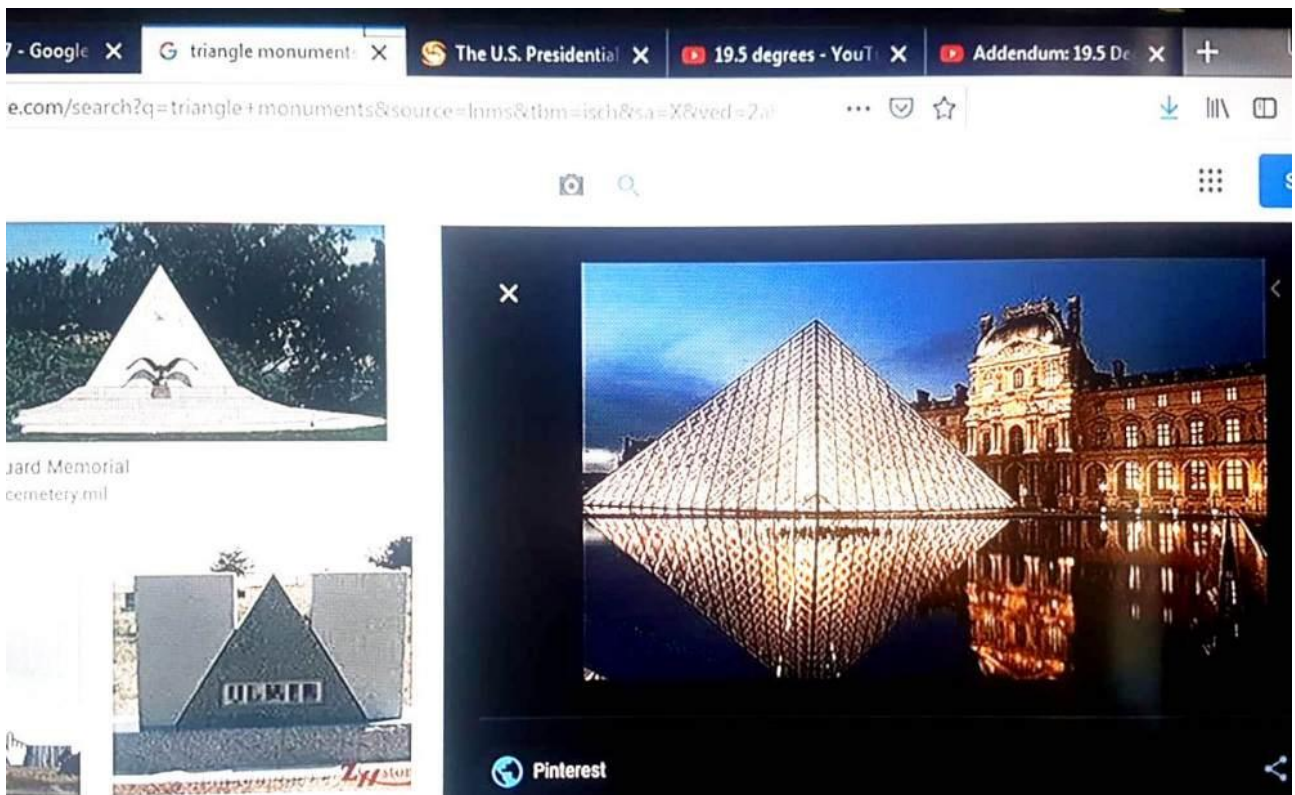 7 - Google
triangle monument
The U.S. Presidential
19.5 degrees - YouT
Addendum: 19.5 De
e.com/search?q=triangle+monuments&source=lnms&tbm=isch&sa=X&ved=2a
uard Memorial
cemetery.mil
Pinterest